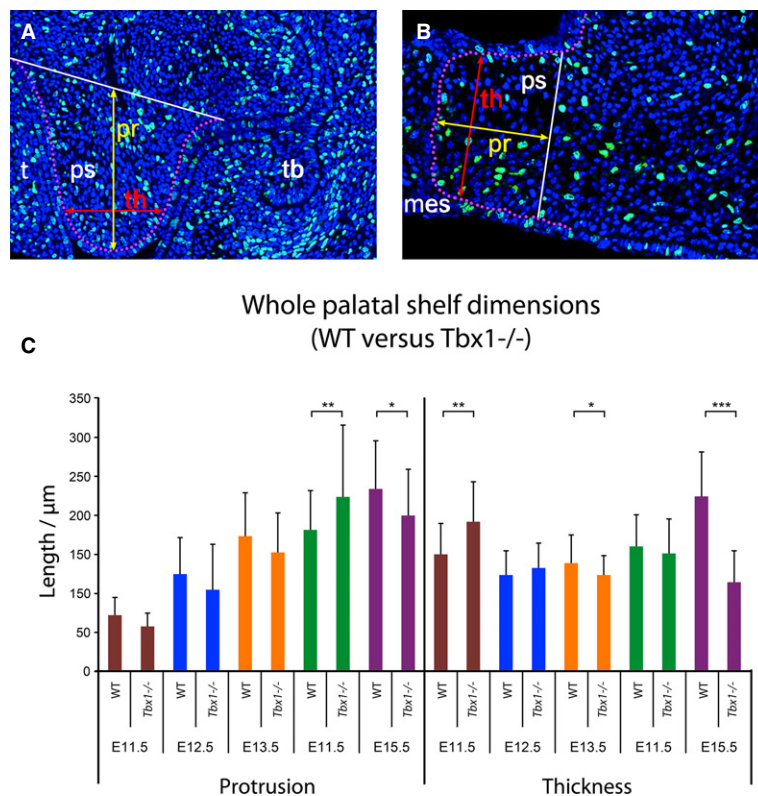 A
pr
t
ps
th
tb
B
ps
th
pr
mes
Whole palatal shelf dimensions
(WT versus Tbx1-/-)
C
350
300
250
200
150
150
50
0
Length / μm
** * ** * ***
WT Tbx1-/- WT Tbx1-/- WT Tbx1-/- WT Tbx1-/- WT Tbx1-/- WT Tbx1-/- WT Tbx1-/- WT Tbx1-/- WT Tbx1-/- WT Tbx1-/-
E11.5 E12.5 E13.5 E11.5 E15.5 E11.5 E12.5 E13.5 E11.5 E15.5
Protrusion Thickness